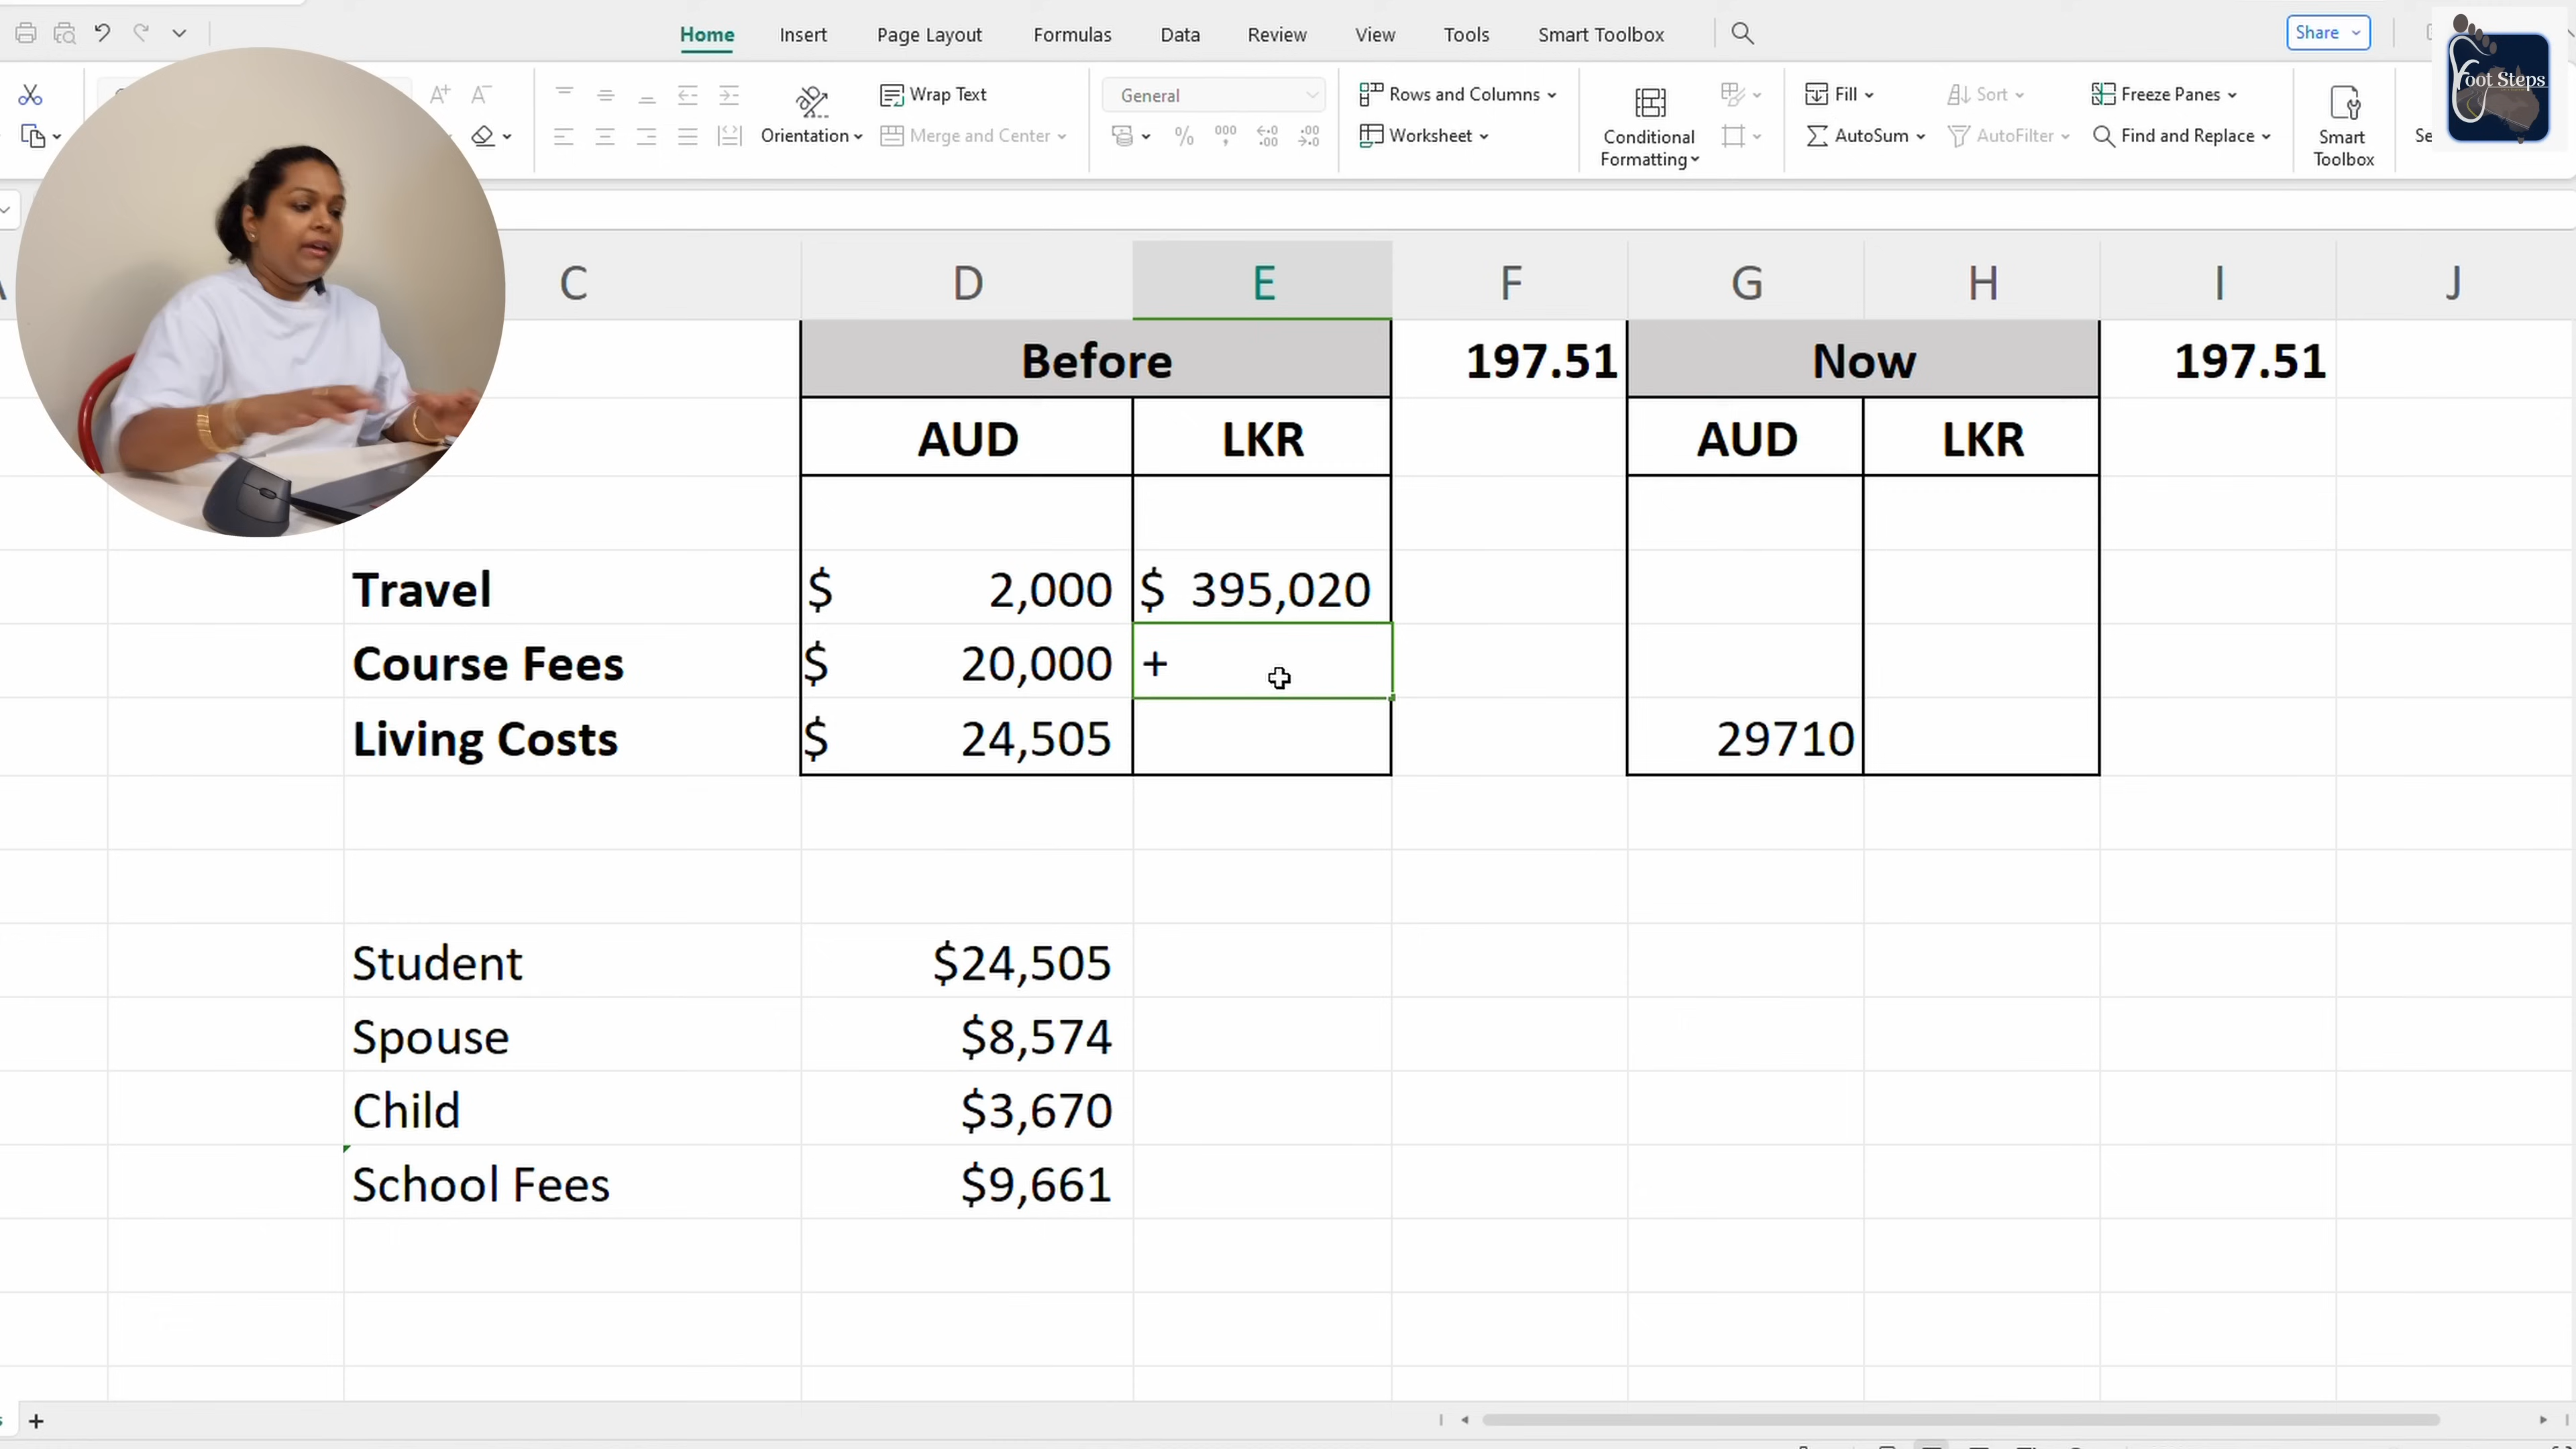 Home Insert Page Layout Formulas Data Review View Tools Smart Toolbox Share
Wrap Text General Rows and Columns Fill Sort Freeze Panes
Orientation Merge and Center Worksheet Conditional Formatting AutoSum AutoFilter Find and Replace Smart Toolbox
Foot Steps
C D E F G H I J
Before 197.51 Now 197.51
AUD LKR AUD LKR
Travel $ 2,000 $ 395,020
Course Fees $ 20,000 +
Living Costs $ 24,505 29710
Student $24,505
Spouse $8,574
Child $3,670
School Fees $9,661